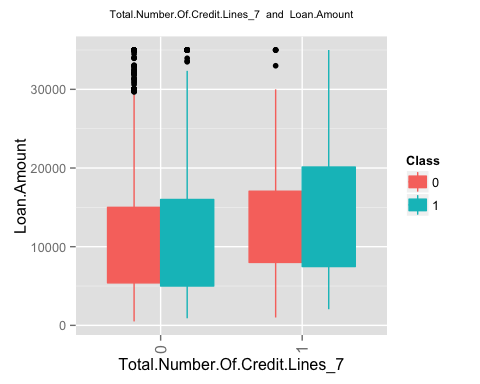 Total.Number.Of.Credit.Lines_7 and Loan.Amount
Loan.Amount
30000
20000
10000
0
0
1
Total.Number.Of.Credit.Lines_7
Class
0
1